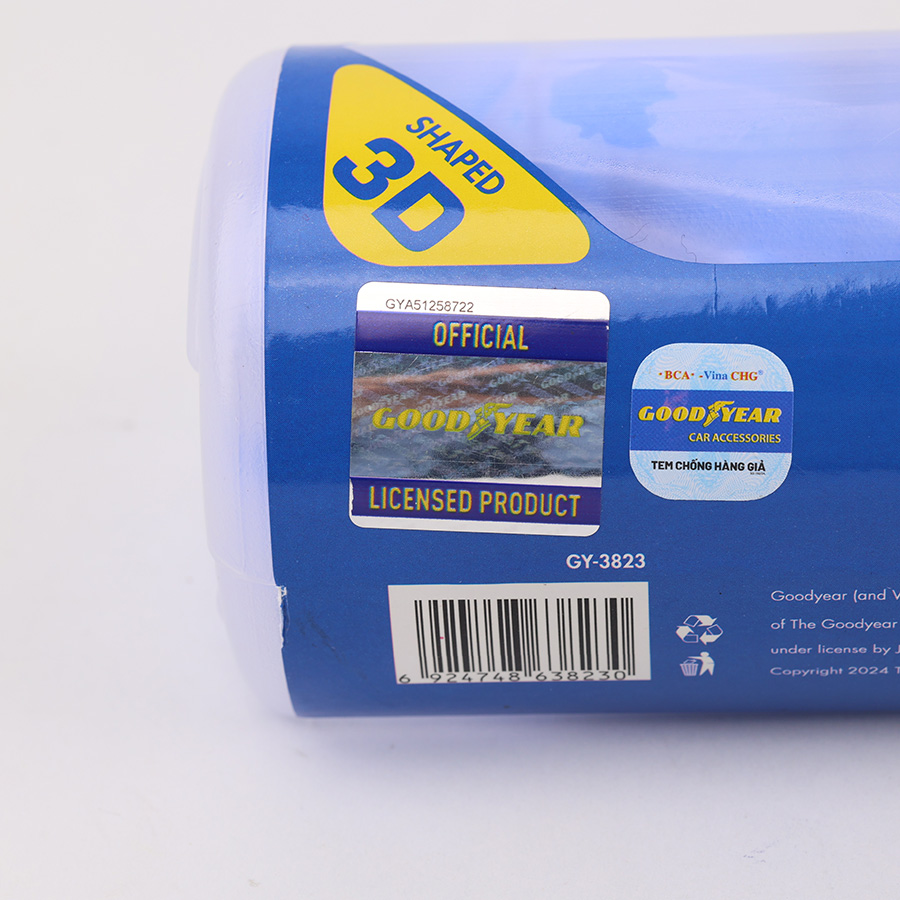 SHAPED
3D
GYA51258722
OFFICIAL
GOODYEAR
LICENSED PRODUCT
•BCA• -Vina CHG®
GOODYEAR
CAR ACCESSORIES
TEM CHỐNG HÀNG GIẢ
GY-3823
6 924748 638230
Goodyear (and
of The Goodyear
under license by
Copyright 2024